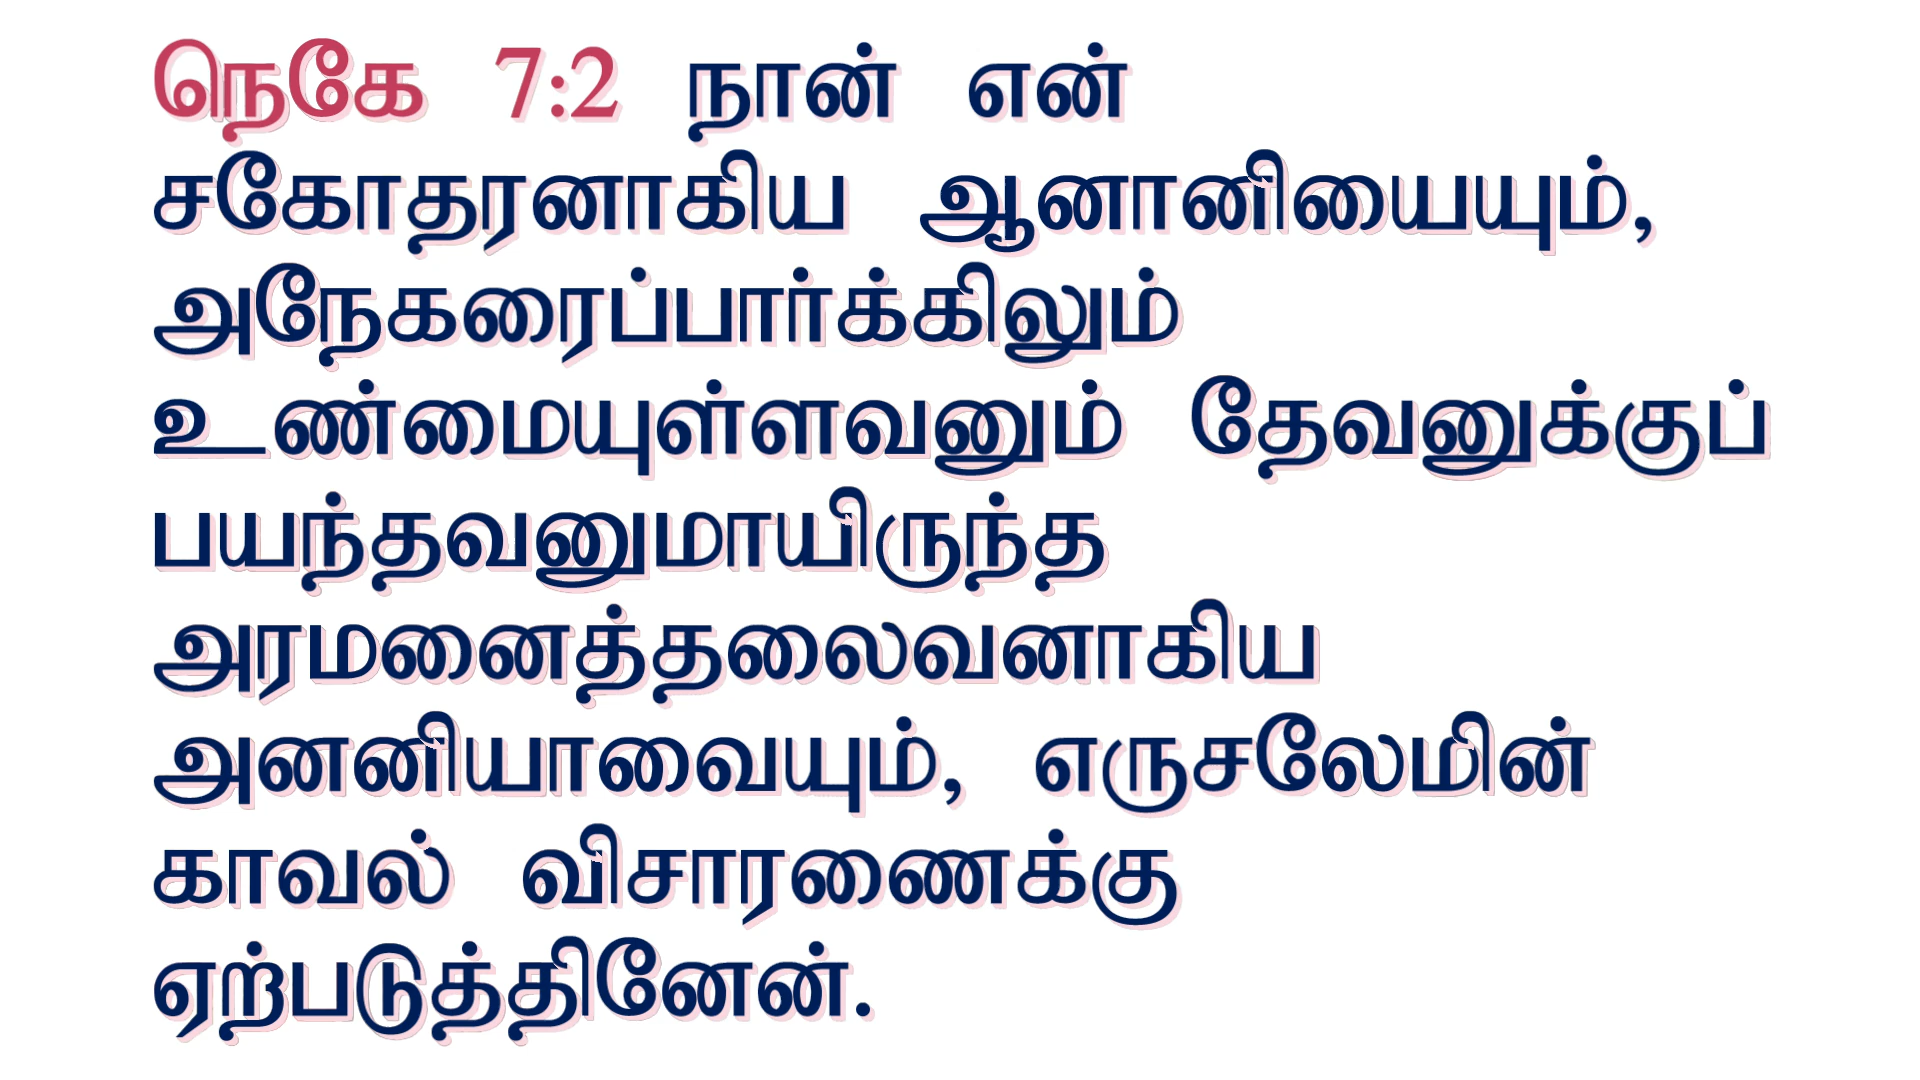 நெகே 7:2 நான் என்
சகோதரனாகிய ஆனானியையும்,
அநேகரைப்பார்க்கிலும்
உண்மையுள்ளவனும் தேவனுக்குப்
பயந்தவனுமாயிருந்த
அரமனைத்தலைவனாகிய
அனனியாவையும், எருசலேமின்
காவல் விசாரணைக்கு
ஏற்படுத்தினேன்.